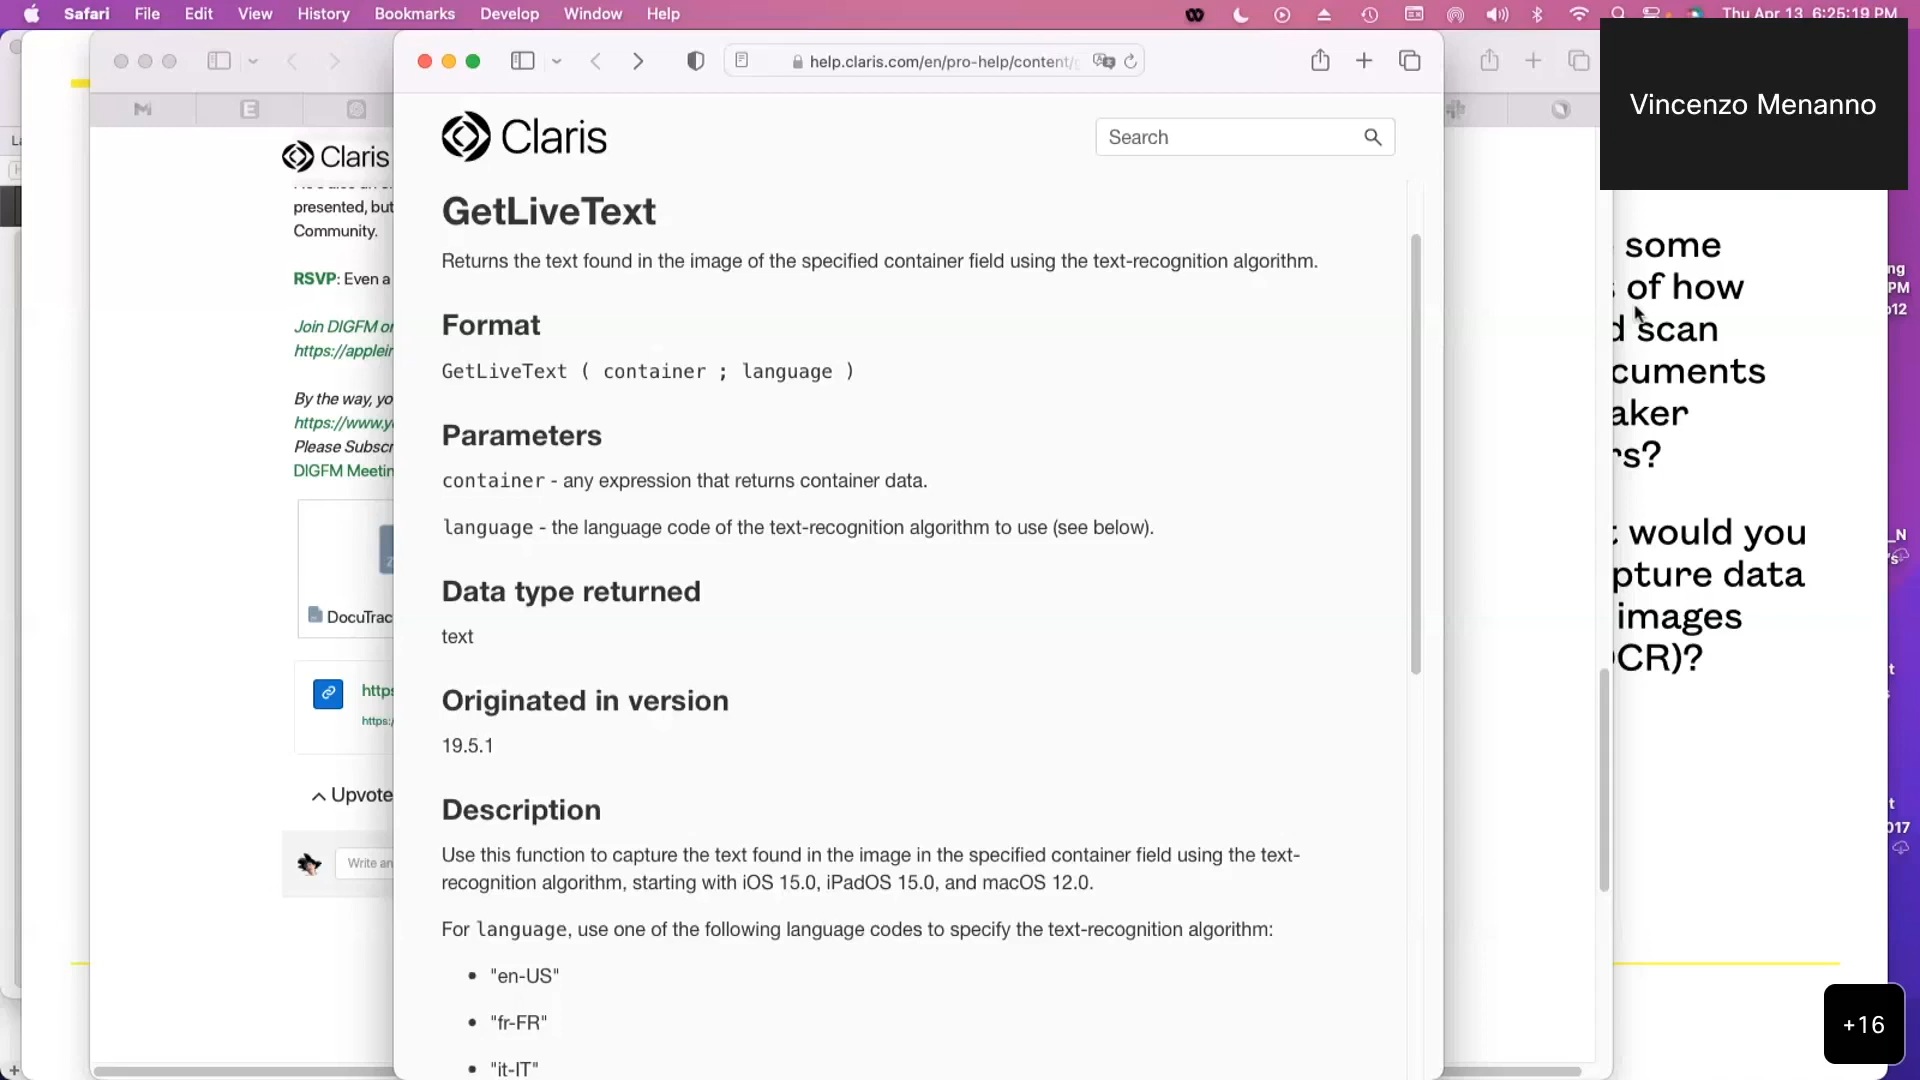 Safari File Edit View History Bookmarks Develop Window Help
Thu Apr 13 6:25:19 PM
help.claris.com/en/pro-help/content/
Vincenzo Menanno
Claris
Search
GetLiveText
Returns the text found in the image of the specified container field using the text-recognition algorithm.
Format
GetLiveText ( container ; language )
Parameters
container - any expression that returns container data.
language - the language code of the text-recognition algorithm to use (see below).
Data type returned
text
Originated in version
19.5.1
Description
Use this function to capture the text found in the image in the specified container field using the text-
recognition algorithm, starting with iOS 15.0, iPadOS 15.0, and macOS 12.0.
For language, use one of the following language codes to specify the text-recognition algorithm:
• "en-US"
• "fr-FR"
• "it-IT"
Claris
presented, but
Community.
RSVP: Even a
Join DIGFM
https://
By the way,
https://www.
Please
DIGFM
https:
https:/
Upvote
Write an
some
of how
scan
would you
data
images
+16